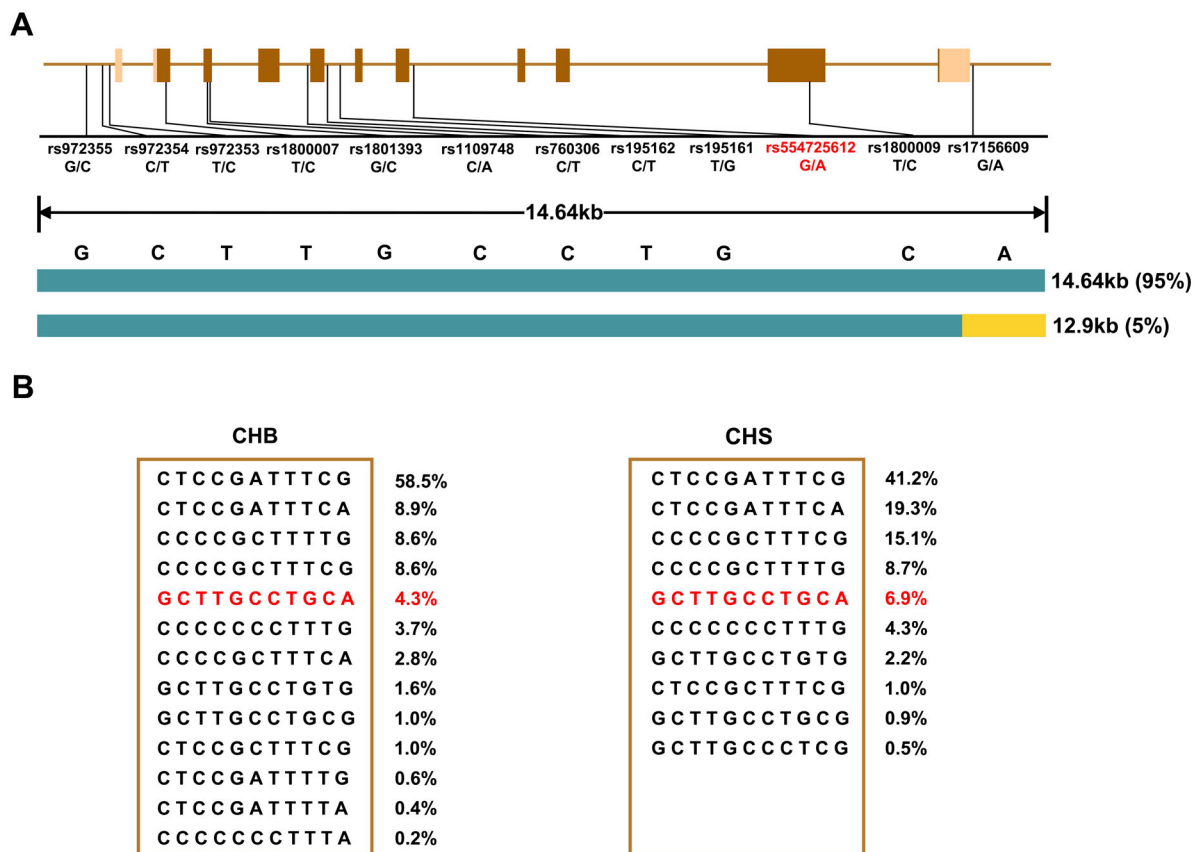 A
rs972355 rs972354 rs972353 rs1800007 rs1801393 rs1109748 rs760306 rs195162 rs195161 rs554725612 rs1800009 rs17156609
G/C C/T T/C T/C G/C C/A C/T C/T T/G G/A T/C G/A
14.64kb
G C T T G C C T G C A
14.64kb (95%)
12.9kb (5%)
B
CHB
C T C C G A T T T C G 58.5%
C T C C G A T T T C A 8.9%
C C C C G C T T T T G 8.6%
C C C C G C T T T C G 8.6%
G C T T G C C T G C A 4.3%
C C C C C C C T T T G 3.7%
C C C C G C T T T C A 2.8%
G C T T G C C T G T G 1.6%
G C T T G C C T G C G 1.0%
C T C C G C T T T C G 1.0%
C T C C G A T T T T G 0.6%
C T C C G A T T T T A 0.4%
C C C C C C C T T T A 0.2%
CHS
C T C C G A T T T C G 41.2%
C T C C G A T T T C A 19.3%
C C C C G C T T T C G 15.1%
C C C C G C T T T T G 8.7%
G C T T G C C T G C A 6.9%
C C C C C C C T T T G 4.3%
G C T T G C C T G T G 2.2%
C T C C G C T T T C G 1.0%
G C T T G C C T G C G 0.9%
G C T T G C C C T C G 0.5%